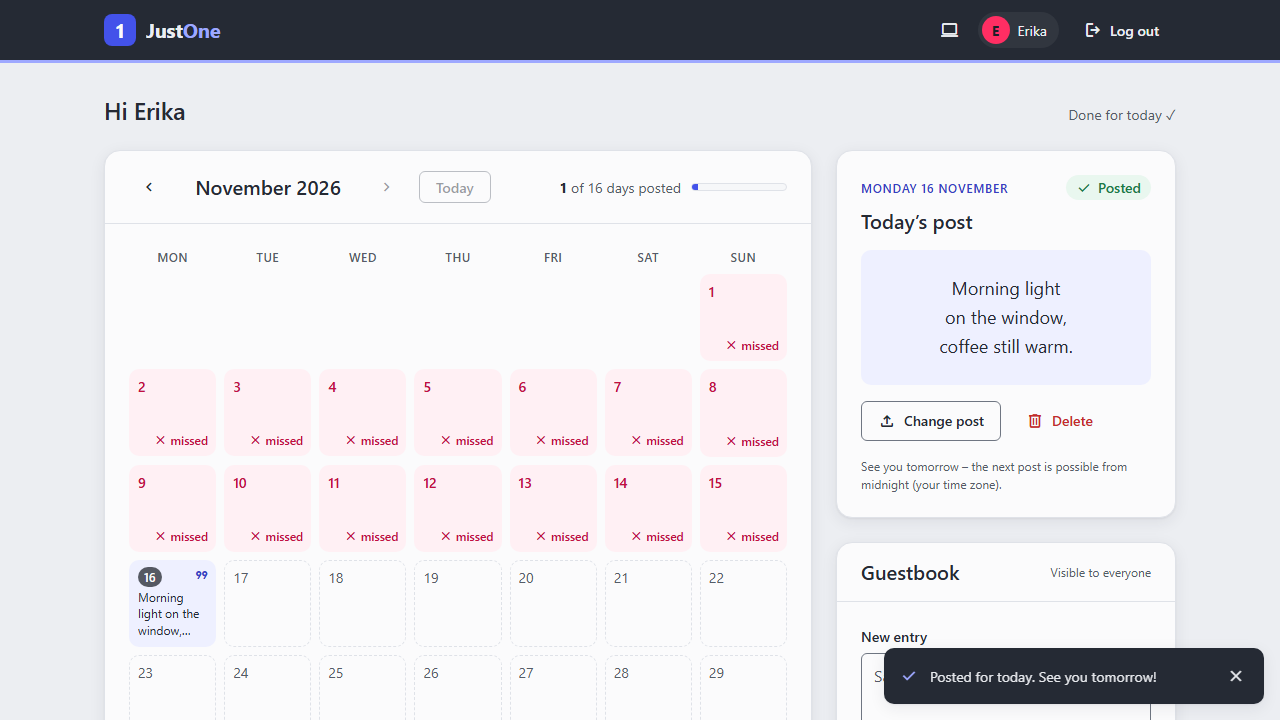 1 JustOne
E Erika
Log out
Hi Erika
Done for today ✓
November 2026
Today
1 of 16 days posted
MON TUE WED THU FRI SAT SUN
1
× missed
2 3 4 5 6 7 8
× missed × missed × missed × missed × missed × missed × missed
9 10 11 12 13 14 15
× missed × missed × missed × missed × missed × missed × missed
16 17 18 19 20 21 22
Morning
light on the
window,...
23 24 25 26 27 28 29
MONDAY 16 NOVEMBER
Posted
Today’s post
Morning light
on the window,
coffee still warm.
Change post
Delete
See you tomorrow – the next post is possible from
midnight (your time zone).
Guestbook
Visible to everyone
New entry
Posted for today. See you tomorrow!